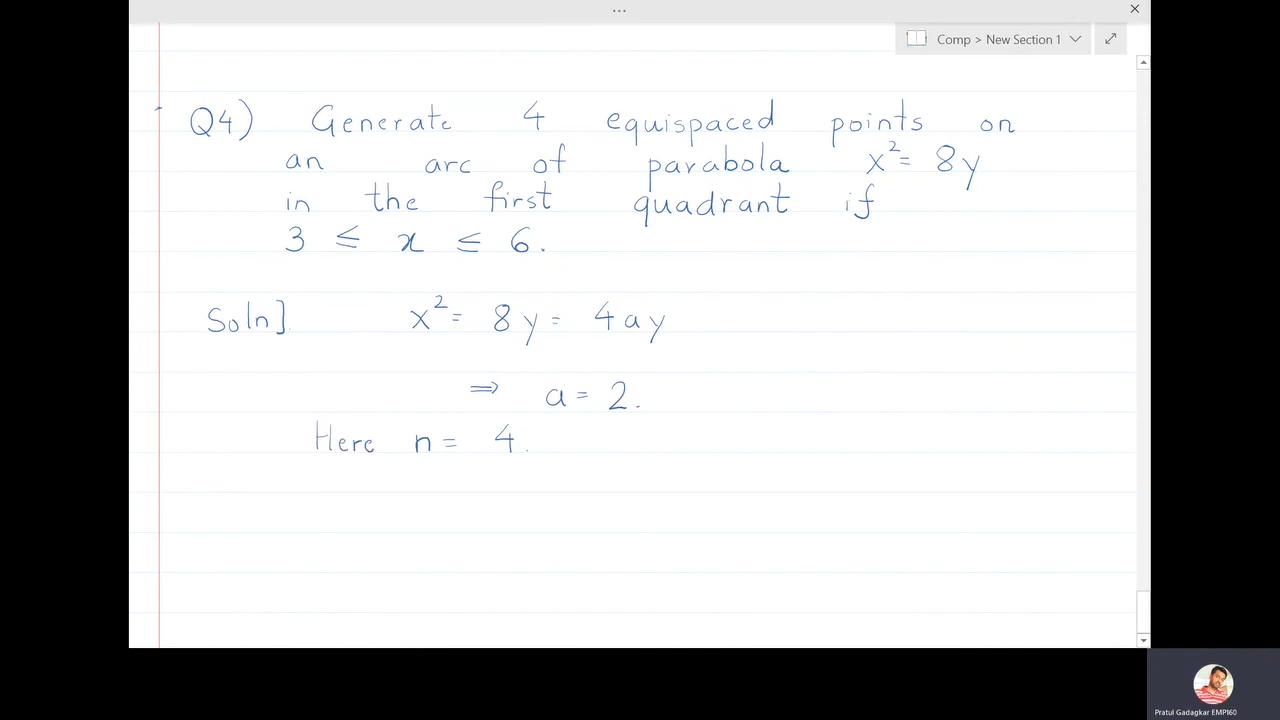 Comp > New Section 1
Q4) Generate 4 equispaced points on
an arc of parabola x² = 8y
in the first quadrant if
3 ≤ x ≤ 6.
Soln] x² = 8y = 4ay
⇒ a = 2.
Here n = 4.
Pratul Gadagkar EMP160